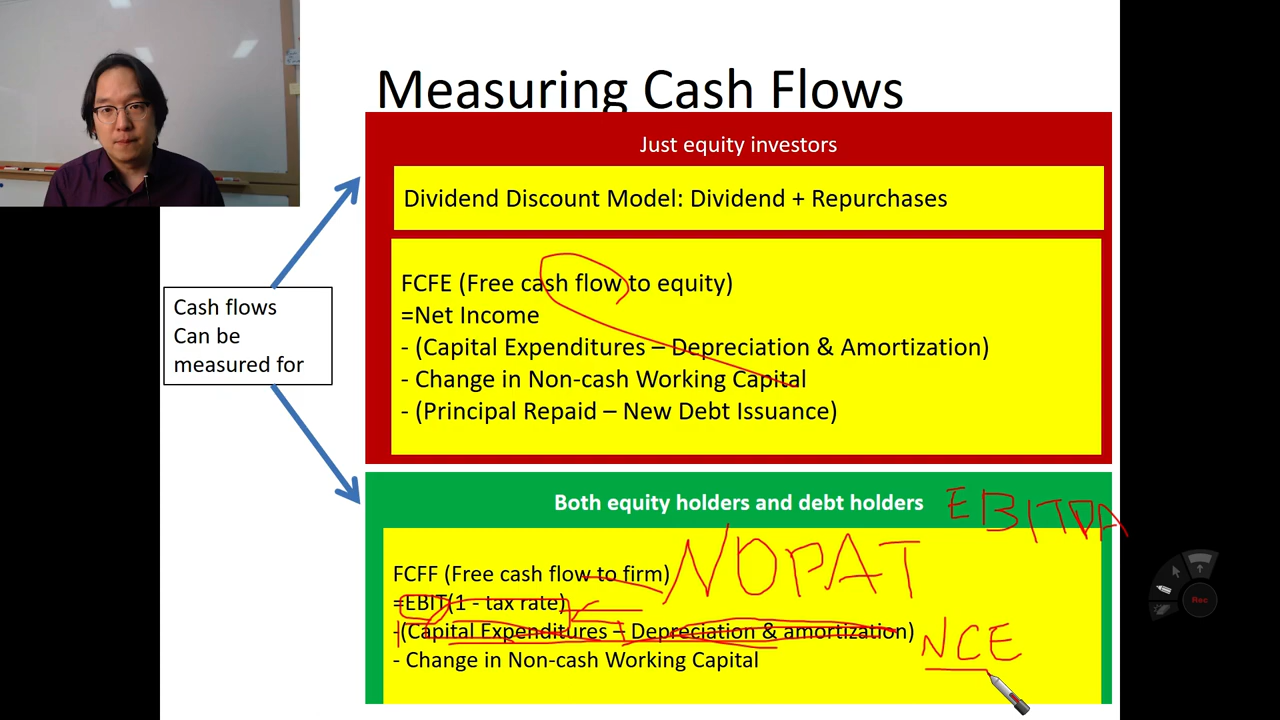 Measuring Cash Flows
Just equity investors
Dividend Discount Model: Dividend + Repurchases
FCFE (Free cash flow to equity)
=Net Income
- (Capital Expenditures – Depreciation & Amortization)
- Change in Non-cash Working Capital
- (Principal Repaid – New Debt Issuance)
Cash flows
Can be
measured for
Both equity holders and debt holders
EBITDA
NOPAT
FCFF (Free cash flow to firm)
=EBIT(1 - tax rate)
-(Capital Expenditures – Depreciation & amortization)
NCE
- Change in Non-cash Working Capital
Rec